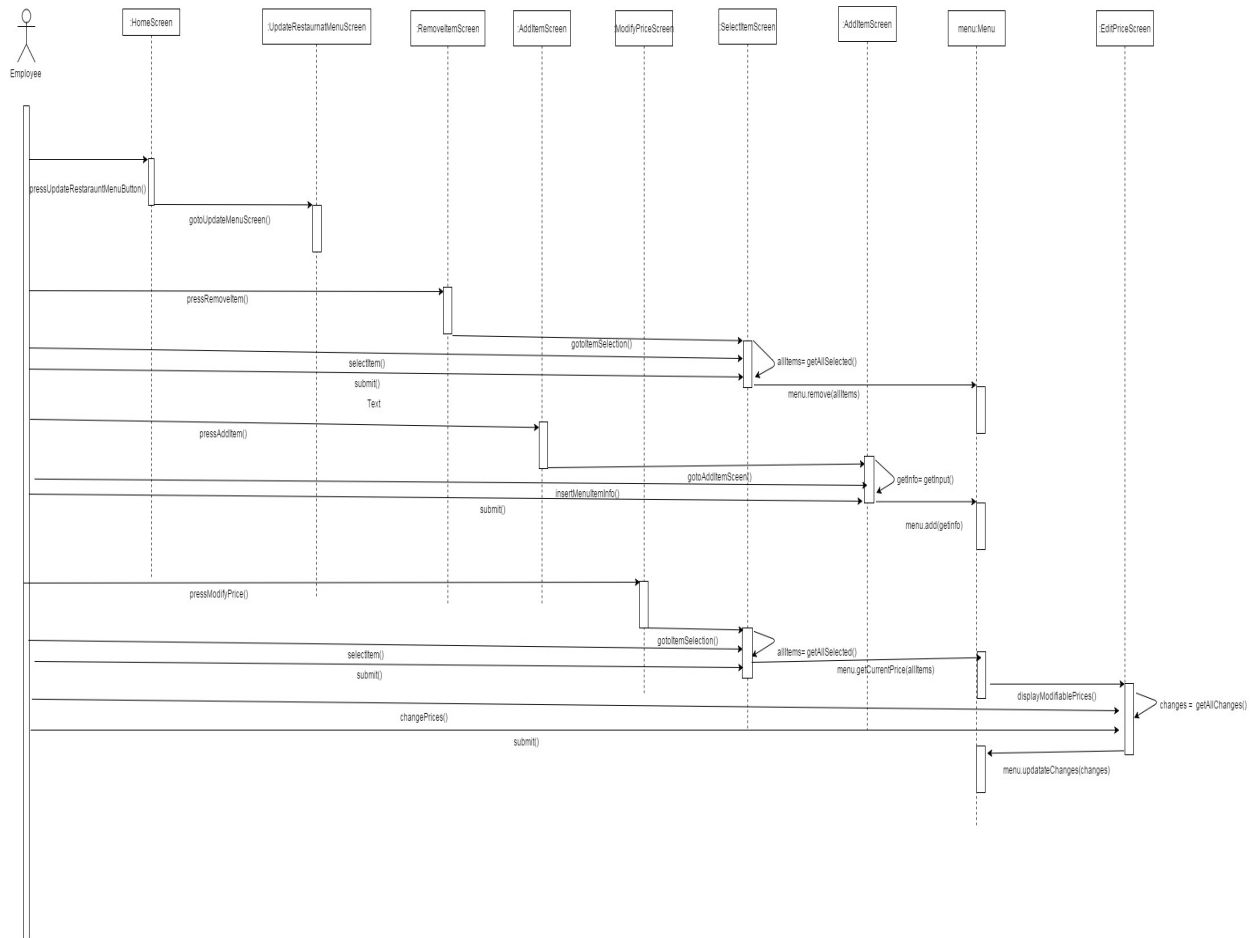 :HomeScreen
:UpdateRestaurnatMenuScreen
:RemoveItemScreen
:AddItemScreen
:ModifyPriceScreen
:SelectItemScreen
:AddItemScreen
menu:Menu
:EditPriceScreen
Employee
pressUpdateRestarauntMenuButton()
gotoUpdateMenuScreen()
pressRemoveItem()
gotoItemSelection()
selectItem()
allItems= getAllSelected()
submit()
menu.remove(allItems)
Text
pressAddItem()
gotoAddItemSceen()
getInfo= getInput()
insertMenuItemInfo()
submit()
menu.add(getInfo)
pressModifyPrice()
gotoItemSelection()
selectItem()
allItems= getAllSelected()
submit()
menu.getCurrentPrice(allItems)
displayModifiablePrices()
changes = getAllChanges()
changePrices()
submit()
menu.updatateChanges(changes)